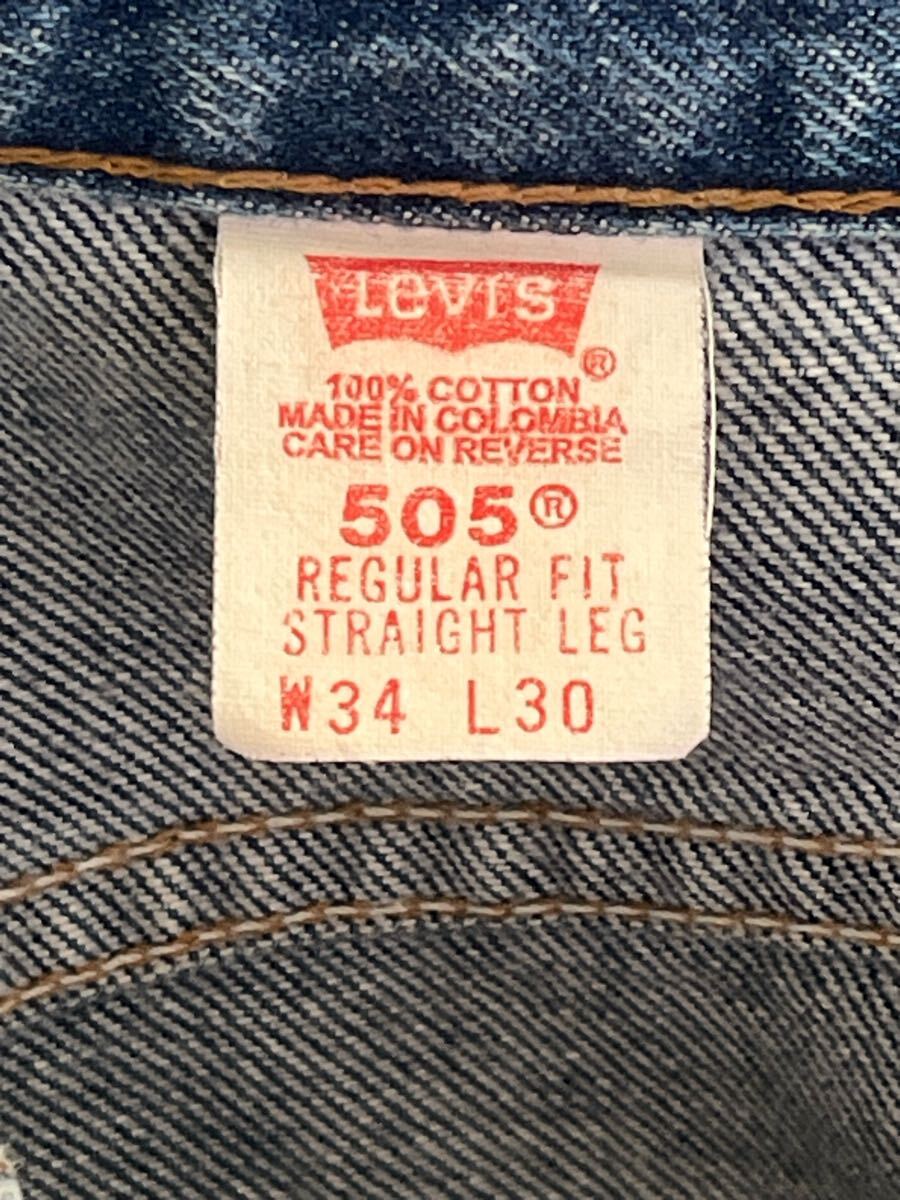 Levi's
®
100% COTTON
MADE IN COLOMBIA
CARE ON REVERSE
505®
REGULAR FIT
STRAIGHT LEG
W34 L30